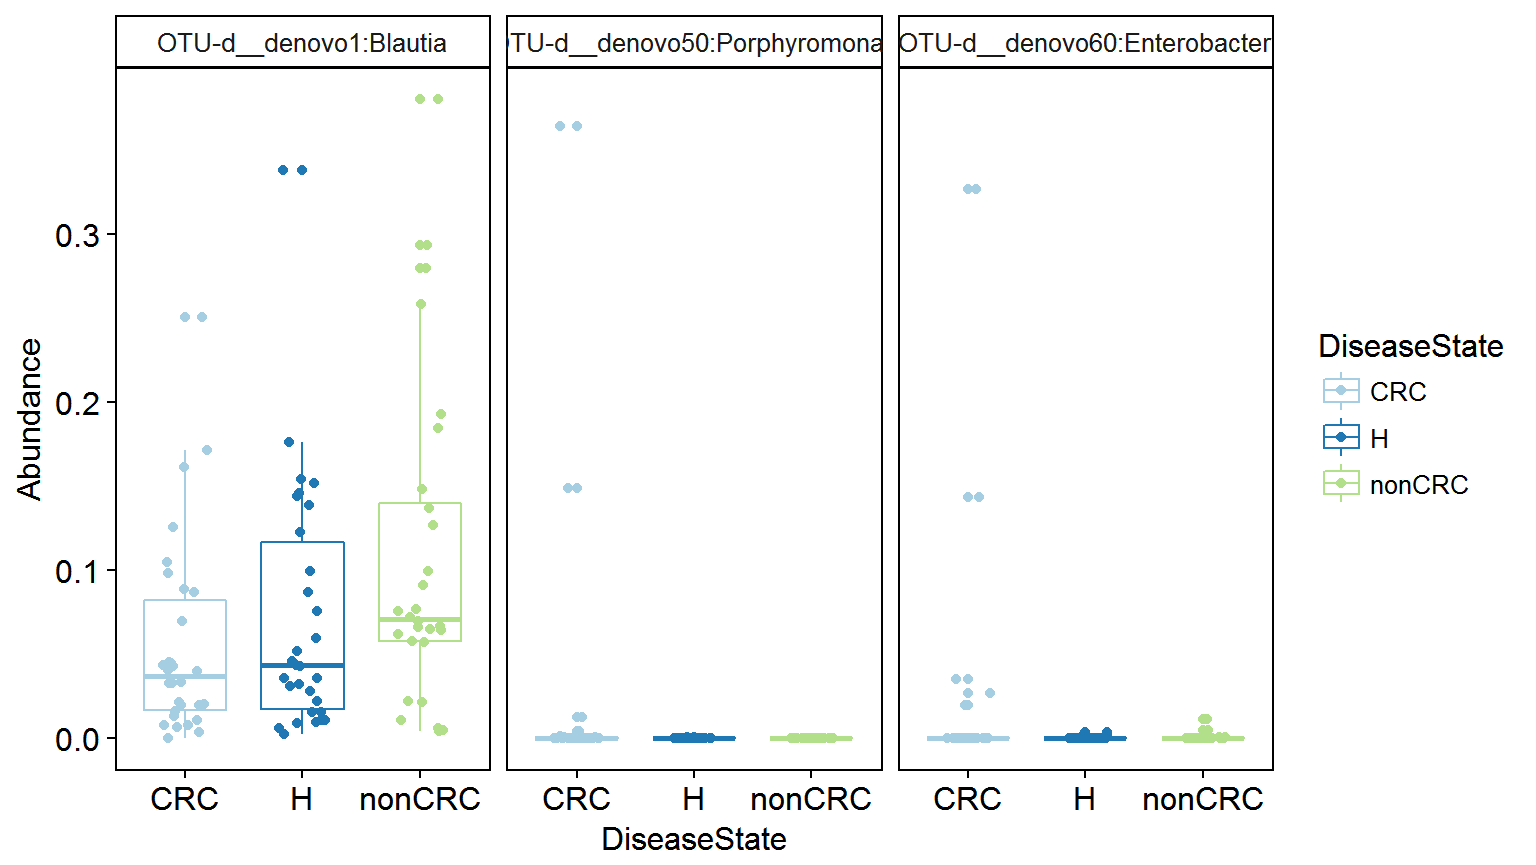 OTU-d__denovo1:Blautia
TU-d__denovo50:Porphyromona
OTU-d__denovo60:Enterobacter
Abundance
0.3
0.2
0.1
0.0
CRC H nonCRC
CRC H nonCRC
CRC H nonCRC
DiseaseState
DiseaseState
CRC
H
nonCRC